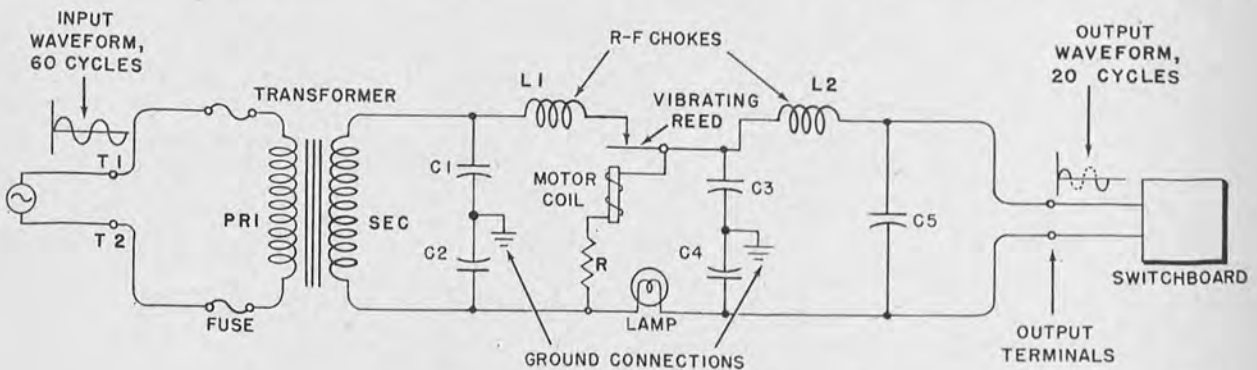 INPUT
WAVEFORM,
60 CYCLES
T1
T2
TRANSFORMER
PRI
SEC
FUSE
C1
C2
L1
R-F CHOKES
VIBRATING
REED
MOTOR
COIL
R
LAMP
GROUND CONNECTIONS
C3
C4
L2
C5
OUTPUT
WAVEFORM,
20 CYCLES
SWITCHBOARD
OUTPUT
TERMINALS